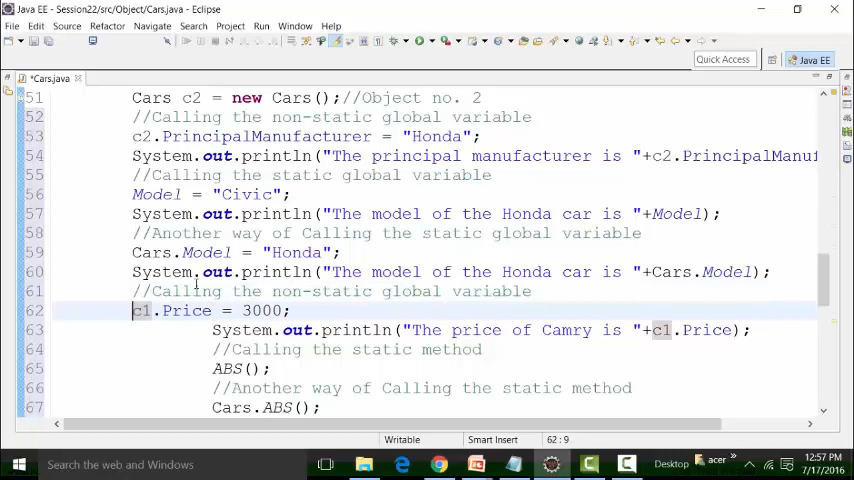 Java EE - Session22/src/Object/Cars.java - Eclipse
File Edit Source Refactor Navigate Search Project Run Window Help
Quick Access
Java EE
*Cars.java
51 Cars c2 = new Cars();//Object no. 2
52 //Calling the non-static global variable
53 c2.PrincipalManufacturer = "Honda";
54 System.out.println("The principal manufacturer is "+c2.PrincipalManuf
55 //Calling the static global variable
56 Model = "Civic";
57 System.out.println("The model of the Honda car is "+Model);
58 //Another way of Calling the static global variable
59 Cars.Model = "Honda";
60 System.out.println("The model of the Honda car is "+Cars.Model);
61 //Calling the non-static global variable
62 c1.Price = 3000;
63 System.out.println("The price of Camry is "+c1.Price);
64 //Calling the static method
65 ABS();
66 //Another way of Calling the static method
67 Cars.ABS();
Writable Smart Insert 62 : 9
Search the web and Windows
Desktop
acer
12:57 PM
7/17/2016